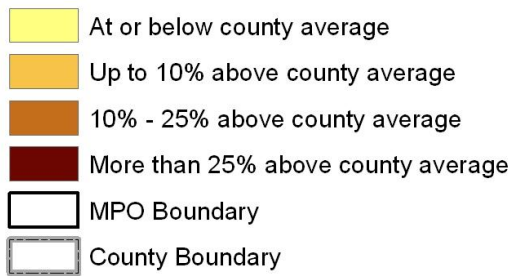 At or below county average
Up to 10% above county average
10% - 25% above county average
More than 25% above county average
MPO Boundary
County Boundary